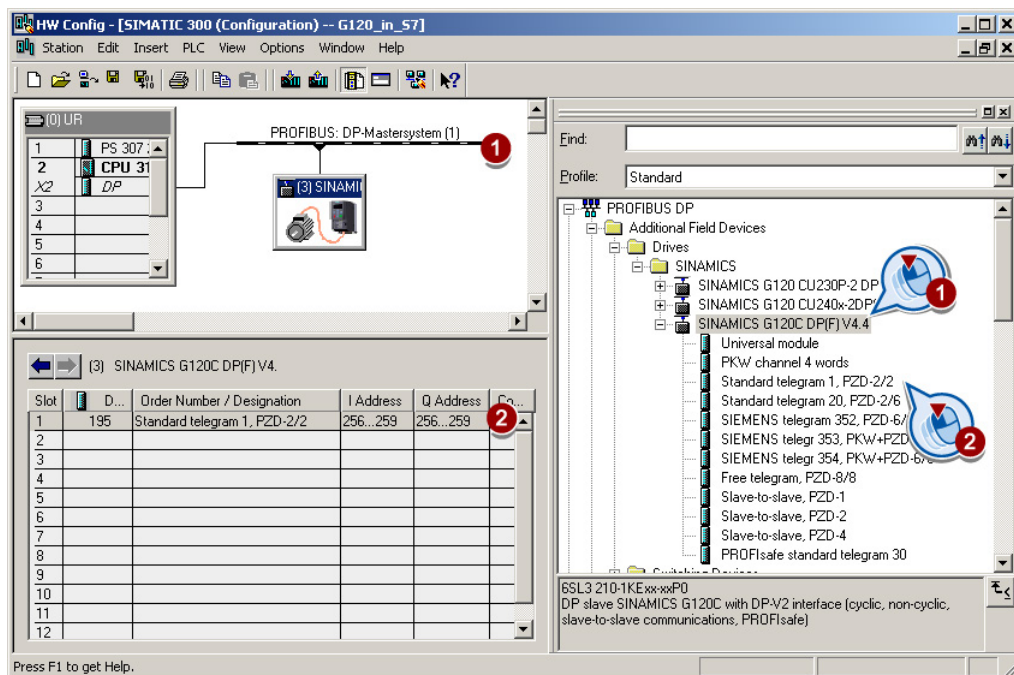 HW Config - [SIMATIC 300 (Configuration) -- G120_in_S7]
Station Edit Insert PLC View Options Window Help
(0) UR
1 PS 307
2 CPU 31
X2 DP
3
4
5
6
PROFIBUS: DP-Mastersystem (1)
1
(3) SINAMI
(3) SINAMICS G120C DP(F) V4.
Slot D... Order Number / Designation I Address Q Address Co...
1 195 Standard telegram 1, PZD-2/2 256...259 256...259 2
2
3
4
5
6
7
8
9
10
11
12
Find:
Profile: Standard
PROFIBUS DP
Additional Field Devices
Drives
SINAMICS
SINAMICS G120 CU230P-2 DP
SINAMICS G120 CU240x-2DP
1
SINAMICS G120C DP(F) V4.4
Universal module
PKW channel 4 words
Standard telegram 1, PZD-2/2
Standard telegram 20, PZD-2/6
SIEMENS telegram 352, PZD-6/
SIEMENS telegr 353, PKW+PZD
2
SIEMENS telegr 354, PKW+PZD-6/
Free telegram, PZD-8/8
Slave-to-slave, PZD-1
Slave-to-slave, PZD-2
Slave-to-slave, PZD-4
PROFIsafe standard telegram 30
6SL3 210-1KExx-xxP0
DP slave SINAMICS G120C with DP-V2 interface (cyclic, non-cyclic,
slave-to-slave communications, PROFIsafe)
Press F1 to get Help.